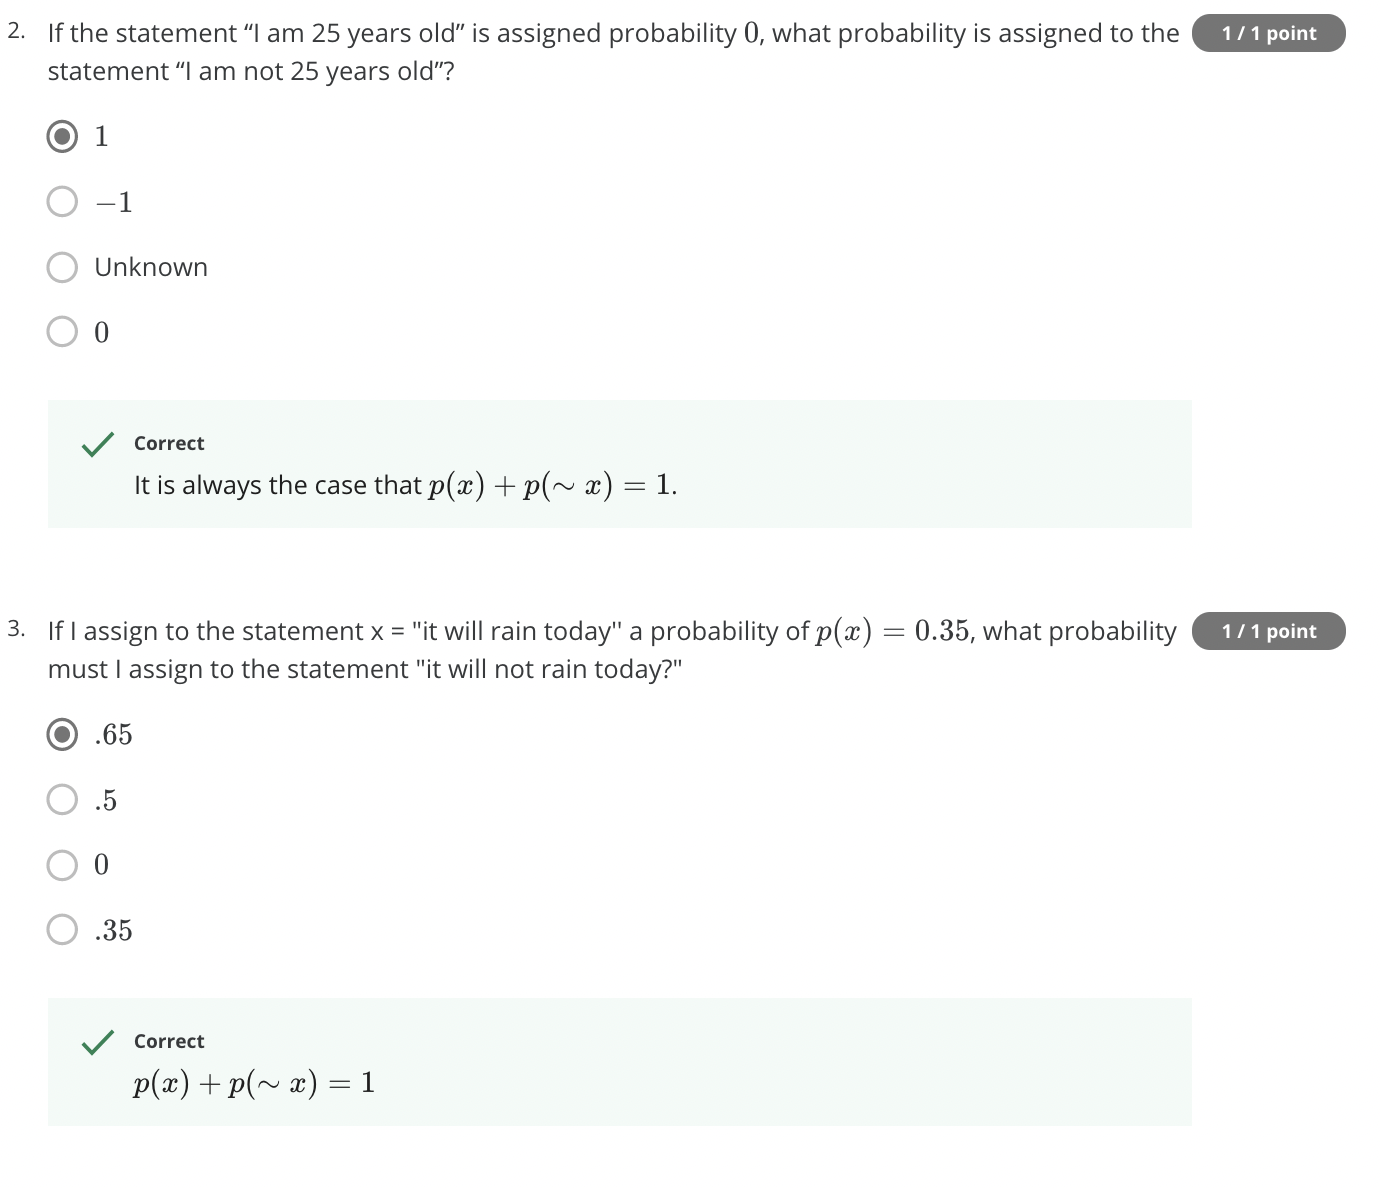 2. If the statement “I am 25 years old” is assigned probability 0, what probability is assigned to the 1 / 1 point
statement “I am not 25 years old”?
1
−1
Unknown
0
Correct
It is always the case that p(x) + p(∼ x) = 1.
3. If I assign to the statement x = "it will rain today'' a probability of p(x) = 0.35, what probability 1 / 1 point
must I assign to the statement "it will not rain today?"
.65
.5
0
.35
Correct
p(x) + p(∼ x) = 1